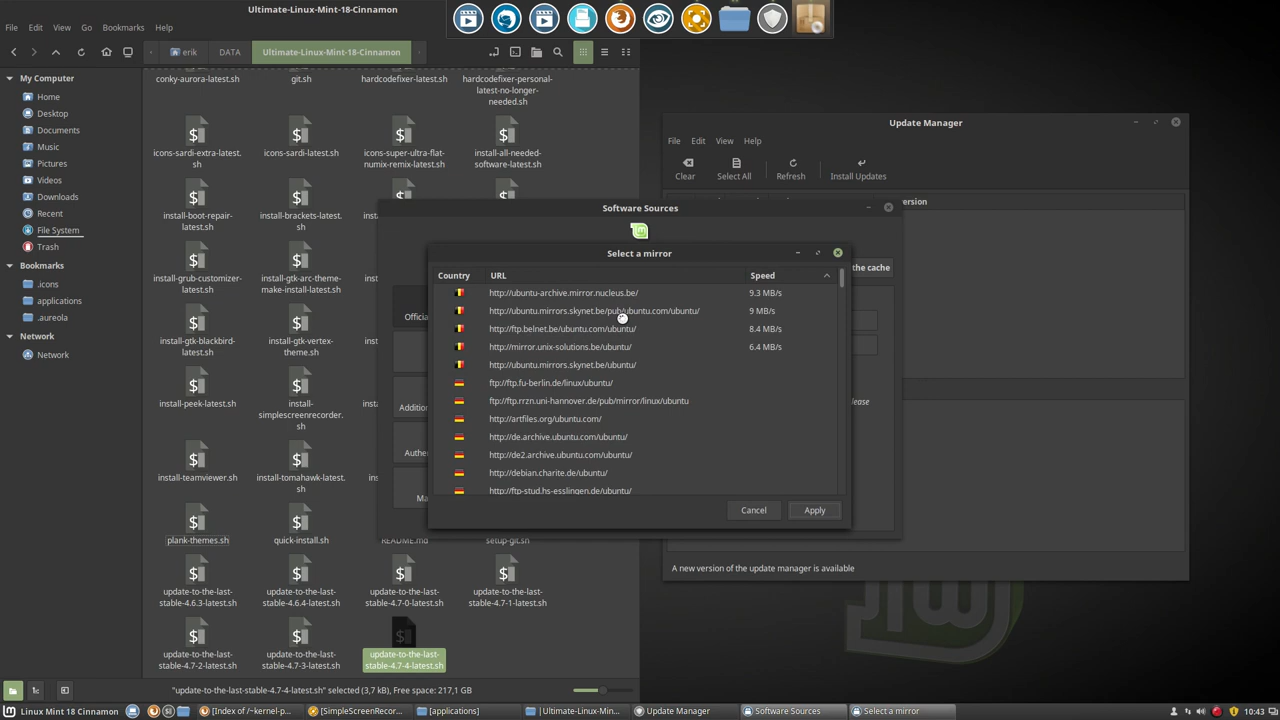 Ultimate-Linux-Mint-18-Cinnamon
File Edit View Go Bookmarks Help
erik DATA Ultimate-Linux-Mint-18-Cinnamon
My Computer
Home
Desktop
Documents
Music
Pictures
Videos
Downloads
Recent
File System
Trash
Bookmarks
.icons
applications
.aureola
Network
Network
conky-aurora-latest.sh
git.sh
hardcodefixer-latest.sh
hardcodefixer-personal-
latest-no-longer-
needed.sh
icons-sardi-extra-latest.
sh
icons-sardi-latest.sh
icons-super-ultra-flat-
numix-remix-latest.sh
install-all-needed-
software-latest.sh
install-boot-repair-
latest.sh
install-brackets-latest.
sh
install-grub-customizer-
latest.sh
install-gtk-arc-theme-
make-install-latest.sh
install-gtk-blackbird-
latest.sh
install-gtk-vertex-
theme.sh
install-peek-latest.sh
install-
simplescreenrecorder.
sh
install-teamviewer.sh
install-tomahawk-latest.
sh
plank-themes.sh
quick-install.sh
README.md
setup-git.sh
update-to-the-last-
stable-4.6.3-latest.sh
update-to-the-last-
stable-4.6.4-latest.sh
update-to-the-last-
stable-4.7-0-latest.sh
update-to-the-last-
stable-4.7-1-latest.sh
update-to-the-last-
stable-4.7-2-latest.sh
update-to-the-last-
stable-4.7-3-latest.sh
update-to-the-last-
stable-4.7-4-latest.sh
"update-to-the-last-stable-4.7-4-latest.sh" selected (3,7 kB), Free space: 217,1 GB
Update Manager
File Edit View Help
Clear Select All Refresh Install Updates
version
A new version of the update manager is available
Software Sources
the cache
Offici
Addition
Authe
Ma
lease
Select a mirror
Country URL Speed
http://ubuntu-archive.mirror.nucleus.be/ 9.3 MB/s
http://ubuntu.mirrors.skynet.be/pub/ubuntu.com/ubuntu/ 9 MB/s
http://ftp.belnet.be/ubuntu.com/ubuntu/ 8.4 MB/s
http://mirror.unix-solutions.be/ubuntu/ 6.4 MB/s
http://ubuntu.mirrors.skynet.be/ubuntu/
ftp://ftp.fu-berlin.de/linux/ubuntu/
ftp://ftp.rrzn.uni-hannover.de/pub/mirror/linux/ubuntu
http://artfiles.org/ubuntu.com/
http://de.archive.ubuntu.com/ubuntu/
http://de2.archive.ubuntu.com/ubuntu/
http://debian.charite.de/ubuntu/
http://ftp-stud.hs-esslingen.de/ubuntu/
Cancel Apply
Linux Mint 18 Cinnamon
[Index of /~kernel-p...
[SimpleScreenRecor...
[applications]
[Ultimate-Linux-Min...
Update Manager
Software Sources
Select a mirror
10:43